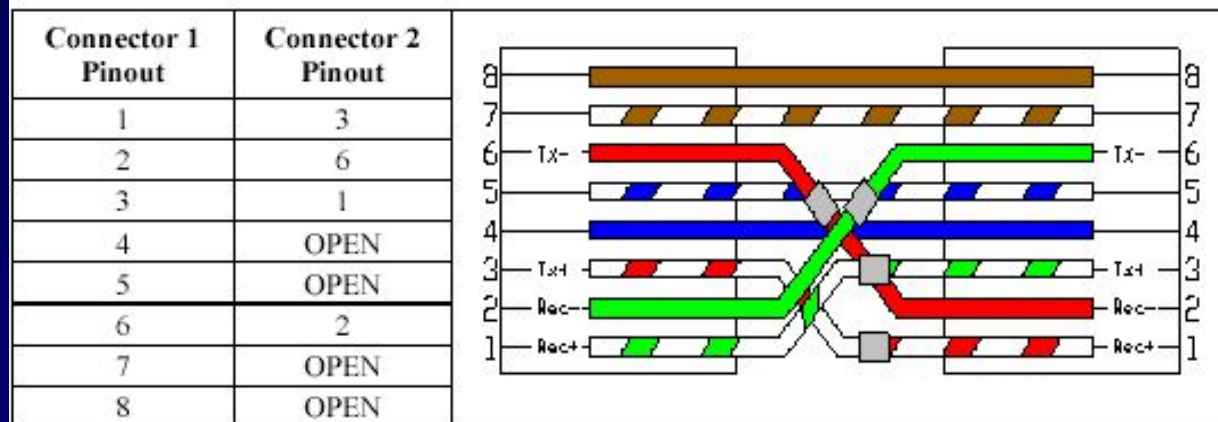 Connector 1 Pinout
Connector 2 Pinout
1 3
2 6
3 1
4 OPEN
5 OPEN
6 2
7 OPEN
8 OPEN
8 8
7 7
6 Tx- Tx- 6
5 5
4 4
3 Tx+ Tx+ 3
2 Rec- Rec- 2
1 Rec+ Rec+ 1